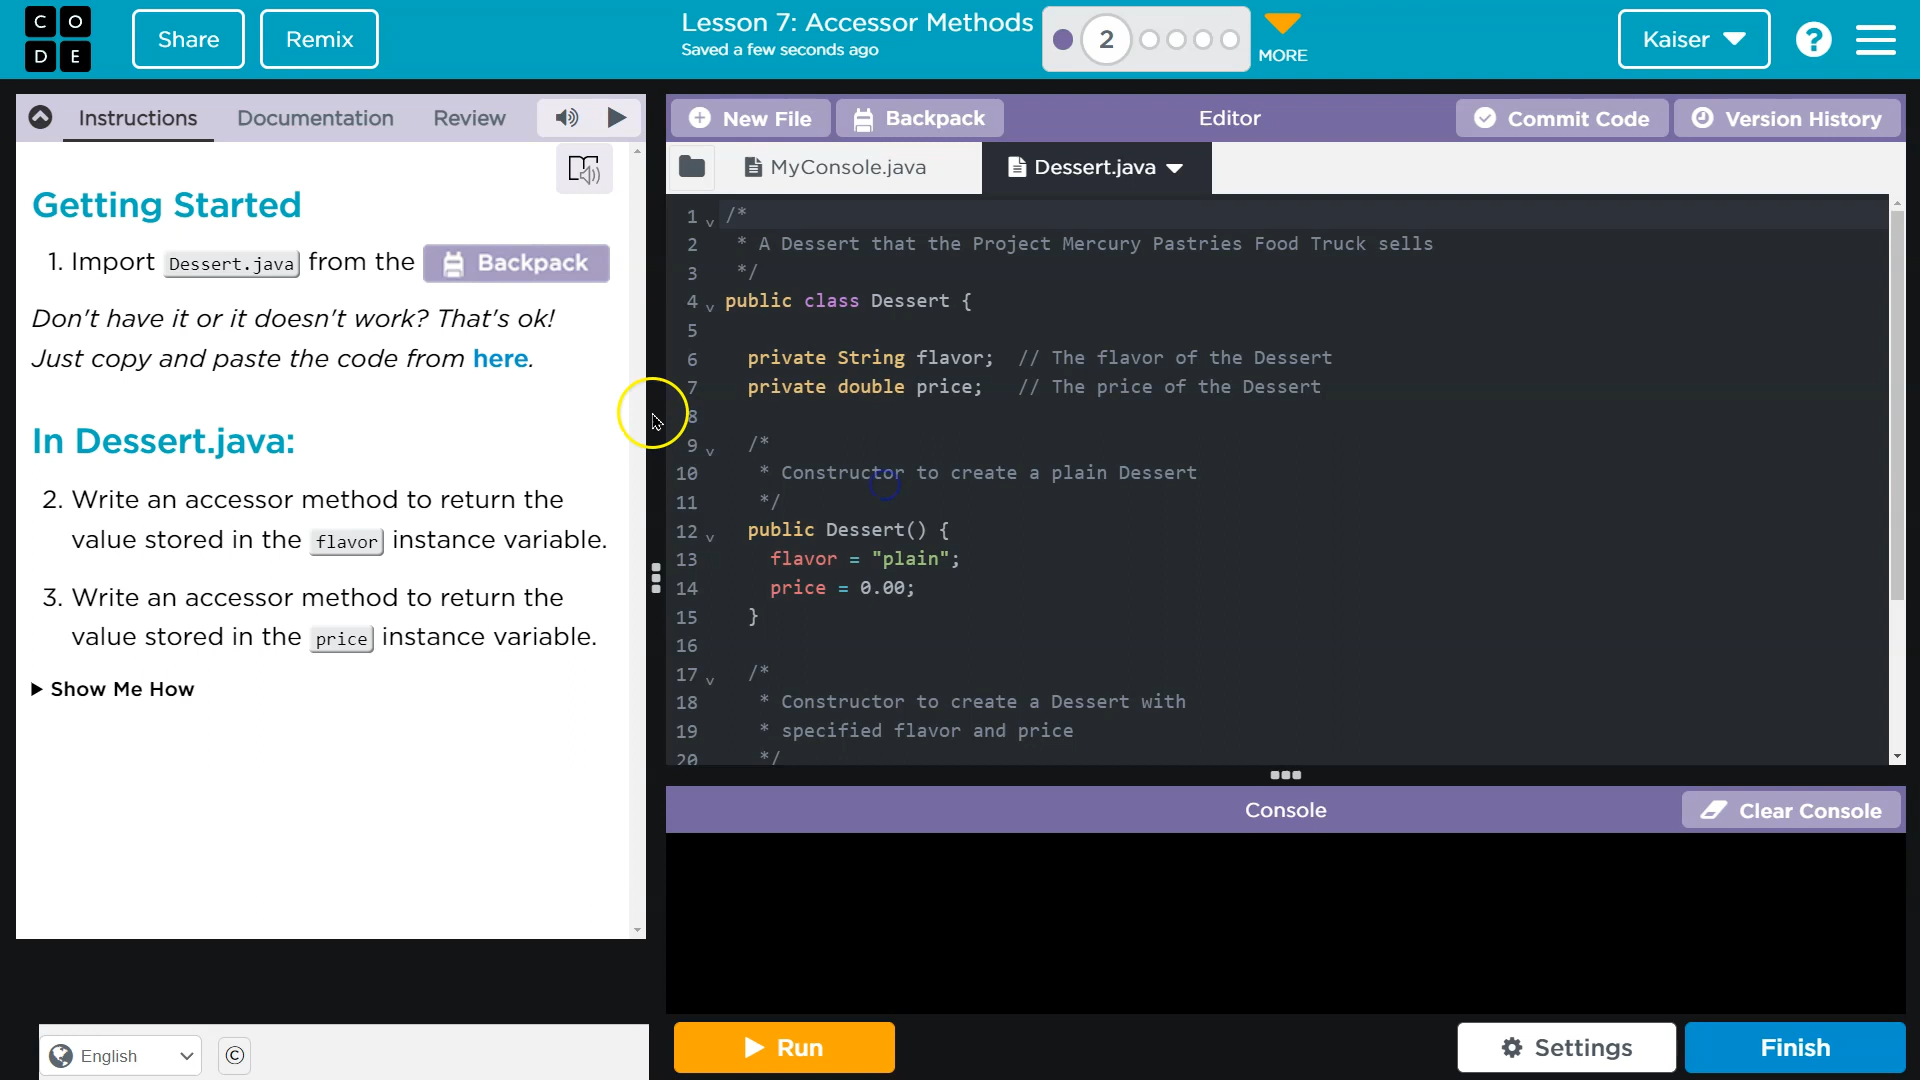 CODE
Share
Remix
Lesson 7: Accessor Methods
Saved a few seconds ago
2
MORE
Kaiser
?
Instructions
Documentation
Review
New File
Backpack
Editor
Commit Code
Version History
MyConsole.java
Dessert.java
Getting Started
1. Import Dessert.java from the Backpack
Don't have it or it doesn't work? That's ok!
Just copy and paste the code from here.
In Dessert.java:
2. Write an accessor method to return the
value stored in the flavor instance variable.
3. Write an accessor method to return the
value stored in the price instance variable.
Show Me How
1 /*
2 * A Dessert that the Project Mercury Pastries Food Truck sells
3 */
4 public class Dessert {
5
6 private String flavor; // The flavor of the Dessert
7 private double price; // The price of the Dessert
8
9 /*
10 * Constructor to create a plain Dessert
11 */
12 public Dessert() {
13 flavor = "plain";
14 price = 0.00;
15 }
16
17 /*
18 * Constructor to create a Dessert with
19 * specified flavor and price
20 */
Console
Clear Console
English
©
Run
Settings
Finish